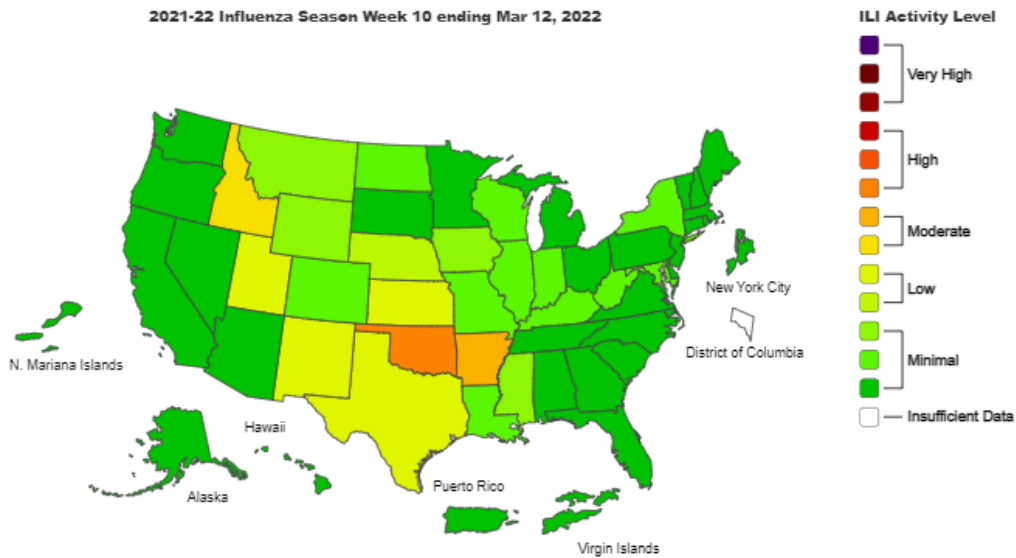 2021-22 Influenza Season Week 10 ending Mar 12, 2022
ILI Activity Level
Very High
High
Moderate
Low
Minimal
Insufficient Data
New York City
District of Columbia
N. Mariana Islands
Hawaii
Alaska
Puerto Rico
Virgin Islands